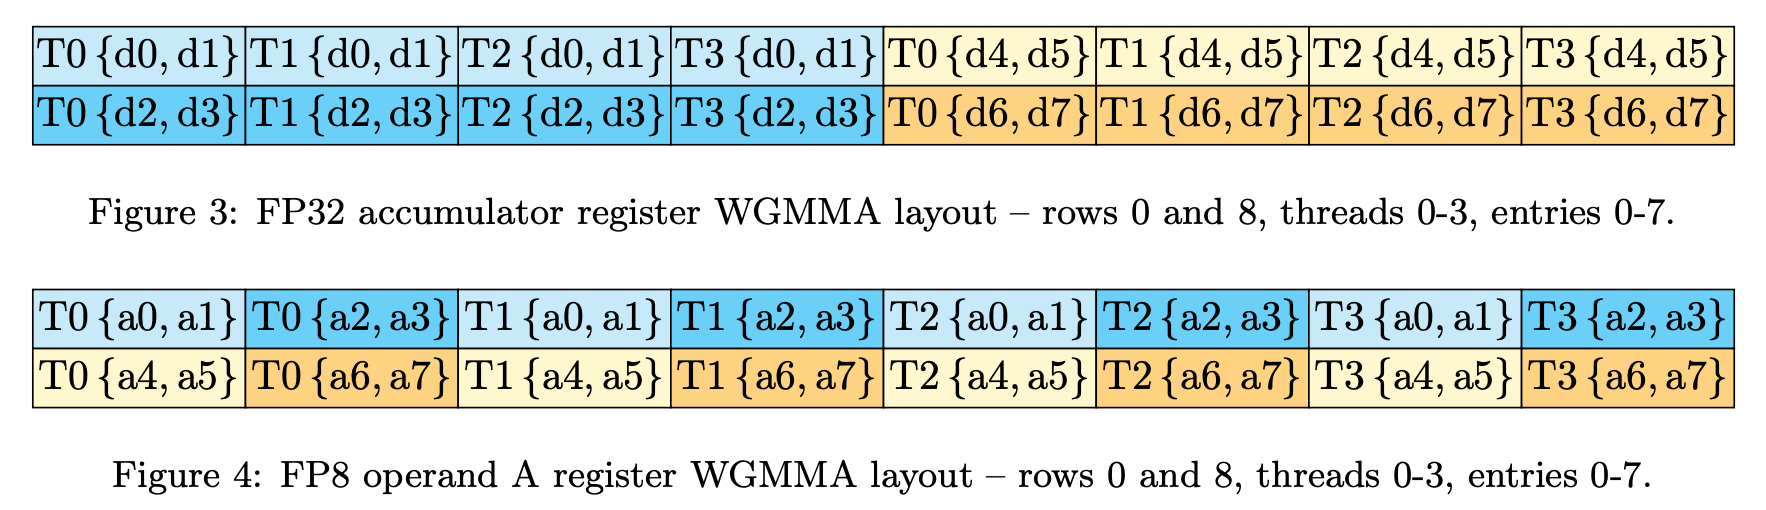 T0 {d0, d1} T1 {d0, d1} T2 {d0, d1} T3 {d0, d1} T0 {d4, d5} T1 {d4, d5} T2 {d4, d5} T3 {d4, d5}
T0 {d2, d3} T1 {d2, d3} T2 {d2, d3} T3 {d2, d3} T0 {d6, d7} T1 {d6, d7} T2 {d6, d7} T3 {d6, d7}
Figure 3: FP32 accumulator register WGMMA layout – rows 0 and 8, threads 0-3, entries 0-7.
T0 {a0, a1} T0 {a2, a3} T1 {a0, a1} T1 {a2, a3} T2 {a0, a1} T2 {a2, a3} T3 {a0, a1} T3 {a2, a3}
T0 {a4, a5} T0 {a6, a7} T1 {a4, a5} T1 {a6, a7} T2 {a4, a5} T2 {a6, a7} T3 {a4, a5} T3 {a6, a7}
Figure 4: FP8 operand A register WGMMA layout – rows 0 and 8, threads 0-3, entries 0-7.